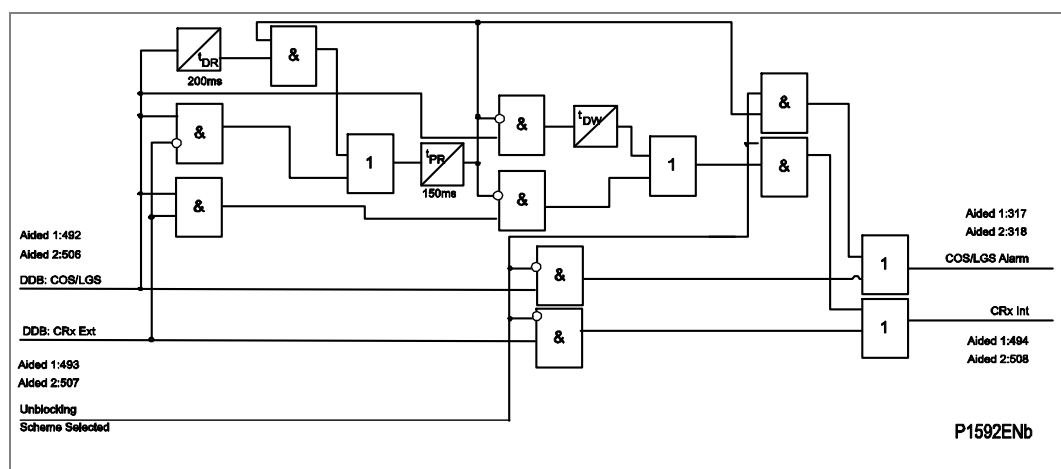 tDR
200ms
&
&
&
1
tPR
150ms
&
tDW
&
1
&
&
Aided 1:492
Aided 2:506
DDB: COS/LGS
&
1
Aided 1:317
Aided 2:318
COS/LGS Alarm
DDB: CRx Ext
&
1
CRx Int
Aided 1:493
Aided 2:507
Aided 1:494
Aided 2:508
Unblocking
Scheme Selected
P1592ENb